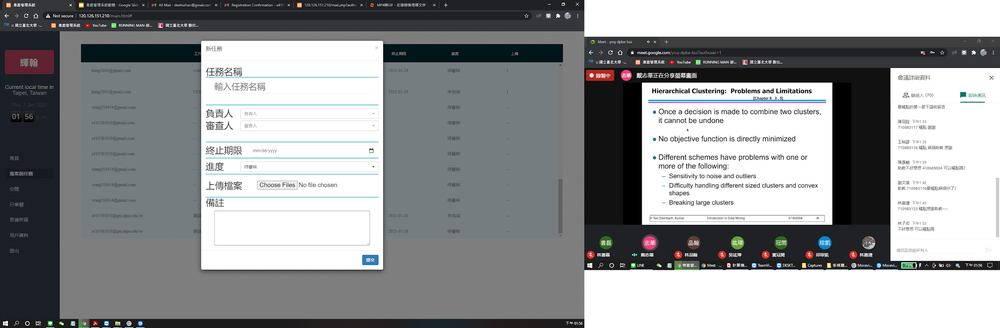 專案管理系統
專案管理系統軟體 - Google Slide
All Mail - deehuihan@gmail.com
Registration Confirmation - s410
120.126.151.210/mail.php?autho
MP4轉GIF - 在線轉換視頻文件
Not secure | 120.126.151.210/main.html#
::: 國立臺北大學 -...
專案管理系統
YouTube
RUNNING MAN-綜...
國立臺北大學 數位...
輝翰
Current local time in
Taipei, Taiwan
Thu, 7. Jan 2021
01 56 p.m.
首頁
專案與任務
空間
行事曆
更換密碼
用戶資料
登出
終止期限 進度 上傳
kimp2000@gmail.com 2021-01-28 待審核 1
kimp2000@gmail.com 2021-01-29 未完成 1
wang310454@gmail.com -- 待審核 --
s410785050@gmail.com -- 待審核 --
s410785050@gmail.com -- 待審核 --
s410785050@gmail.com -- 待審核 --
wang310454@gmail.com -- 待審核 --
wang310454@gmail.com -- 待審核 --
wang310454@gmail.com -- 待審核 --
s410785050@gm.ntpu.edu.tw 2021-01-20 未完成 --
s410785050@gm.ntpu.edu.tw 2021-01-26 待審核 --
新任務 ×
任務名稱
輸入任務名稱
負責人 負責人
審查人 審查人
終止期限 mm/dd/yyyy
進度 待審核
上傳檔案 Choose Files No file chosen
備註
提交
下午 01:56
Meet - yoq-dpbe-bui
meet.google.com/yoq-dpbe-bui?authuser=1
::: 國立臺北大學 -...
專案管理系統
YouTube
RUNNING MAN-綜...
國立臺北大學 數位...
錄製中
志華 戴志華正在分享螢幕畫面
Hierarchical Clustering: Problems and Limitations
[Chapter 8 . 3 . 5]
Once a decision is made to combine two clusters,
it cannot be undone
No objective function is directly minimized
Different schemes have problems with one or
more of the following:
– Sensitivity to noise and outliers
– Difficulty handling different sized clusters and convex
shapes
– Breaking large clusters
© Tan,Steinbach, Kumar Introduction to Data Mining 4/18/2004 ‹#›
會議詳細資料
聯絡人 (70)
即時通訊
要補點的第一節下課前留言
陳冠銓 下午1:33
710883117 補點 謝謝
王裕諺 下午1:33
710883118 補點 麻煩助教 感謝
陳彥融 下午1:39
助教不好意思 410685004 可以補點嗎?
下午1:42
助教 710983116要補點麻煩你了!
林嘉瑋 下午1:43
710983123 補點感謝助教~~
林子宏 下午1:53
不好意思 可以補點嗎
傳送訊息給所有人
書磊 志華 品翰 竑璋 冠閔 琮凱
林書磊 戴志華 林品翰 吳竑璋 黃冠閔 邱琮凱 林嘉瑋
LINE
專案管...
Meet - ...
計算機...
TeamVi...
DESKT...
Captures
多媒體...
Movavi...
Movavi...
79%
下午 01:56